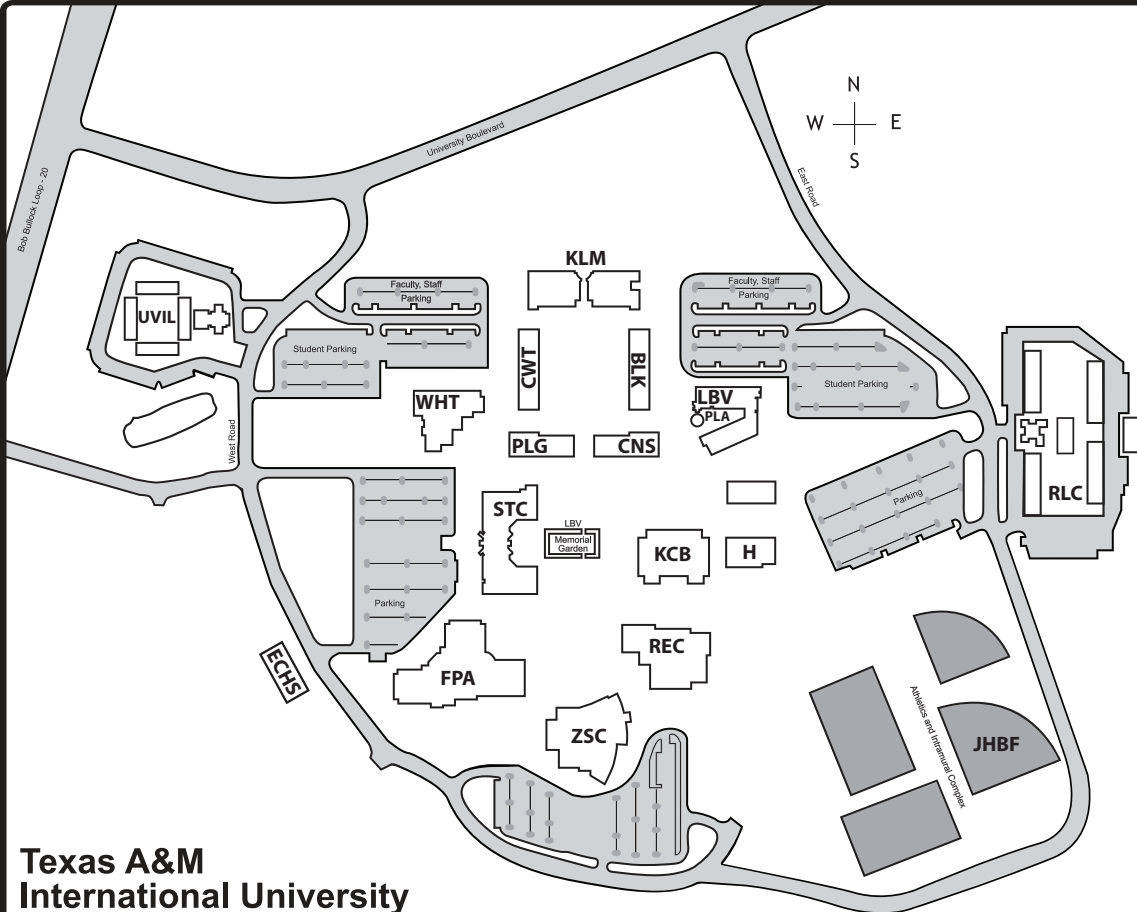 N
W E
S
University Boulevard
Bob Bullock Loop - 20
East Road
KLM
Faculty, Staff
Parking
Faculty, Staff
Parking
UVIL
Student Parking
CWT
BLK
Student Parking
WHT
LBV
PLA
West Road
PLG
CNS
RLC
Parking
STC
LBV
Memorial
Garden
KCB
H
Parking
ECHS
FPA
REC
ZSC
Athletics and Intramural Complex
JHBF
Texas A&M
International University